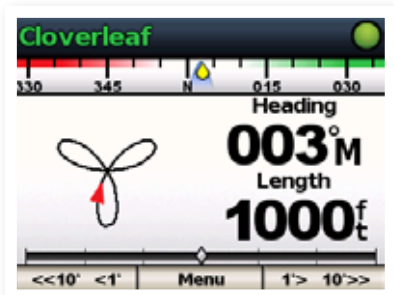 Cloverleaf
330 345 N 015 030
Heading
003°M
Length
1000ft
<<10° <1° Menu 1°> 10°>>